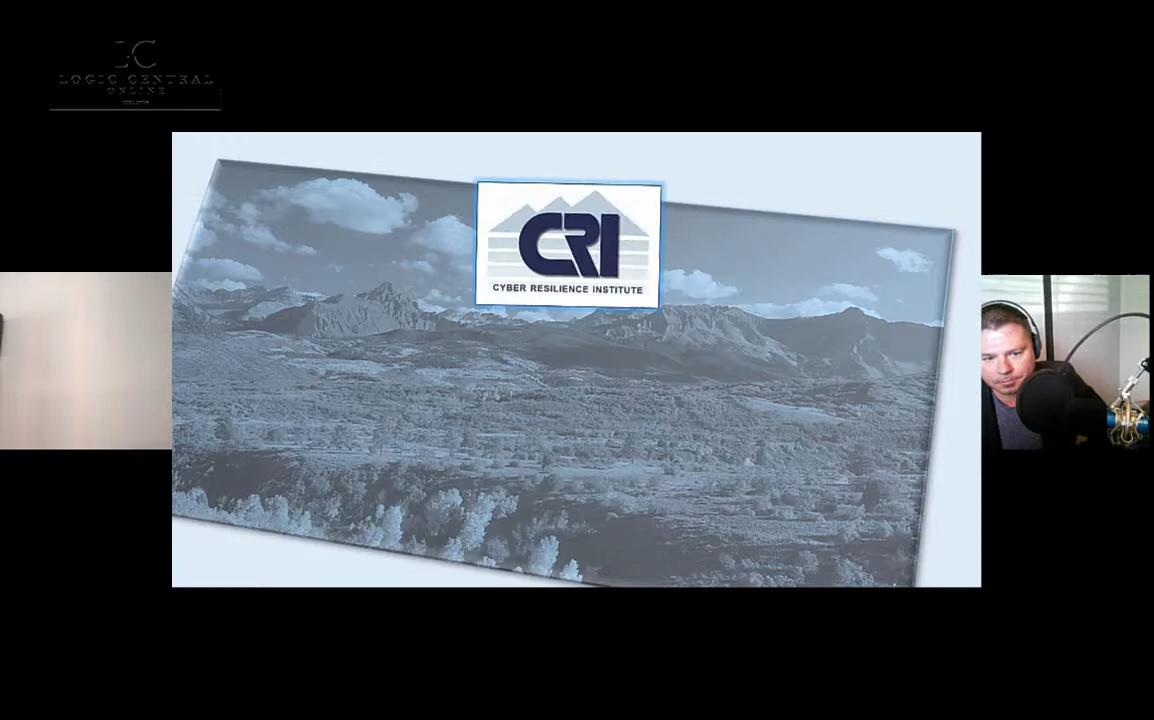 LC
LOGIC CENTRAL
ONLINE
CRI
CYBER RESILIENCE INSTITUTE